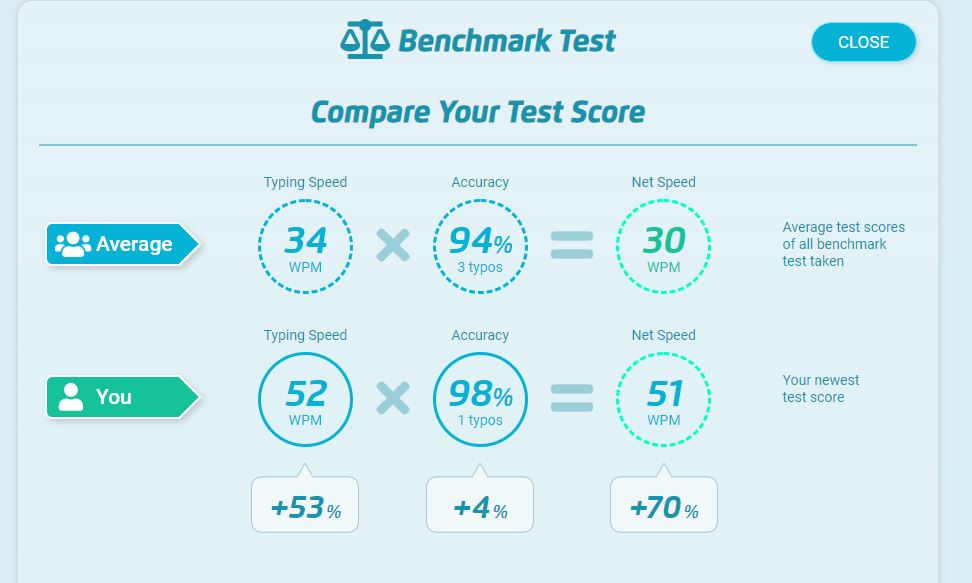 Benchmark Test
CLOSE
Compare Your Test Score
Typing Speed
Accuracy
Net Speed
Average
34
WPM
94%
3 typos
30
WPM
Average test scores
of all benchmark
test taken
Typing Speed
Accuracy
Net Speed
You
52
WPM
98%
1 typos
51
WPM
Your newest
test score
+53%
+4%
+70%